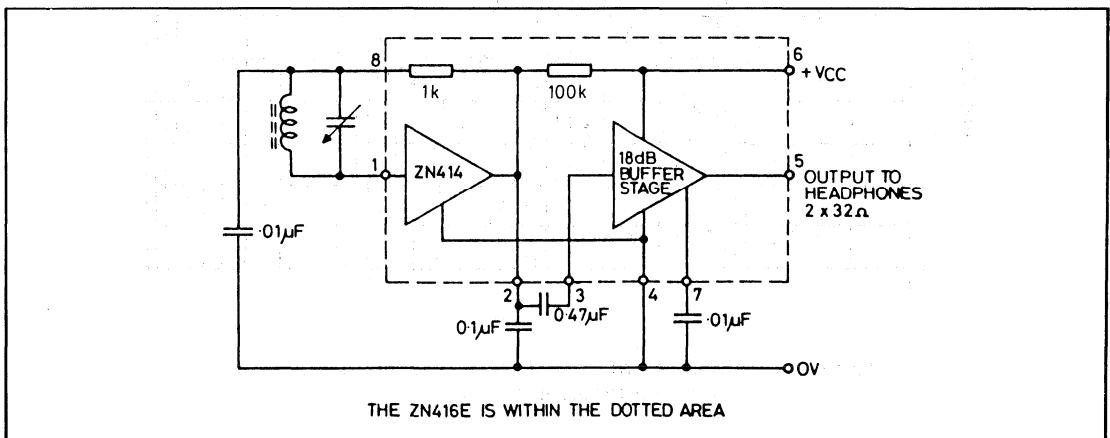 6
+ VCC
8
1k
100k
1
ZN414
18dB
BUFFER
STAGE
5
OUTPUT TO
HEADPHONES
2 x 32Ω
·01µF
2
3
4
7
0·47µF
0·1µF
·01µF
0V
THE ZN416E IS WITHIN THE DOTTED AREA